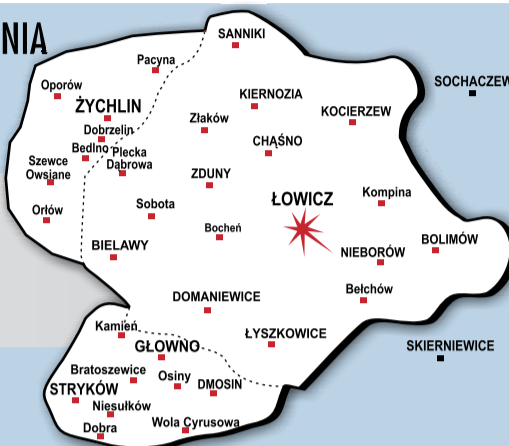 NIA
SANNIKI
Pacyna
SOCHACZEW
Oporów
ŻYCHLIN
KIERNOZIA
KOCIERZEW
Złaków
Dobrzelin
CHĄŚNO
Bedlno
Plecka
Dąbrowa
Szewce
Owsiane
ZDUNY
Kompina
ŁOWICZ
Sobota
Orłów
Bocheń
BOLIMÓW
BIELAWY
NIEBORÓW
Bełchów
DOMANIEWICE
Kamień
ŁYSZKOWICE
GŁOWNO
SKIERNIEWICE
Bratoszewice
Osiny
DMOSIN
STRYKÓW
Niesułków
Wola Cyrusowa
Dobra